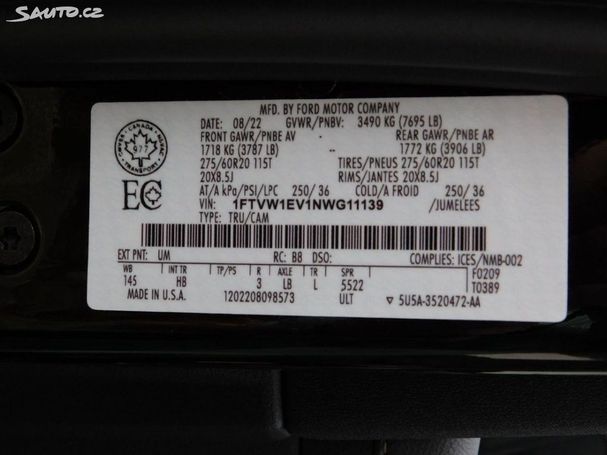 SAUTO.CZ
MFD. BY FORD MOTOR COMPANY
DATE: 08/22 GVWR/PNBV: 3490 KG (7695 LB)
FRONT GAWR/PNBE AV REAR GAWR/PNBE AR
1718 KG (3787 LB) 1772 KG (3906 LB)
275/60R20 115T TIRES/PNEUS 275/60R20 115T
20X8.5J RIMS/JANTES 20X8.5J
AT/A kPa/PSI/LPC 250/ 36 COLD/A FROID 250/ 36
VIN: 1FTVW1EV1NWG11139 /JUMELEES
TYPE: TRU/CAM
CANADA
TRANSPORT
977
EC
EXT PNT: UM RC: B8 DSO: COMPLIES: ICES/NMB-002
WB INT TR TP/PS R AXLE TR SPR F0209
145 HB 3 LB L 5522 T0389
MADE IN U.S.A. 1202208098573 ULT ▽ 5U5A-3520472-AA